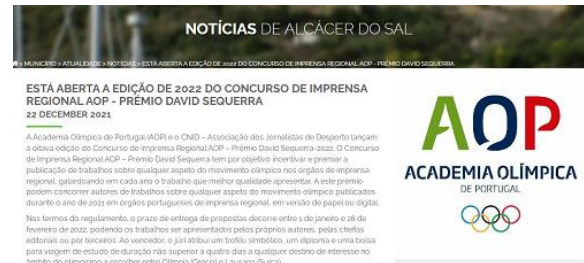 NOTÍCIAS DE ALCÁCER DO SAL
> MUNICÍPIO > ATUALIDADE > NOTÍCIAS > ESTÁ ABERTA A EDIÇÃO DE 2022 DO CONCURSO DE IMPRENSA REGIONAL AOP - PRÉMIO DAVID SEQUERRA
ESTÁ ABERTA A EDIÇÃO DE 2022 DO CONCURSO DE IMPRENSA
REGIONAL AOP - PRÉMIO DAVID SEQUERRA
22 DECEMBER 2021
A Academia Olímpica de Portugal (AOP) e o CNID – Associação dos Jornalistas de Desporto lançam
a oitava edição do Concurso de Imprensa Regional AOP – Prémio David Sequerra-2022. O Concurso
de Imprensa Regional AOP – Prémio David Sequerra tem por objetivo incentivar e premiar a
publicação de trabalhos sobre qualquer aspeto do movimento olímpico nos órgãos de imprensa
regional, galardoando em cada ano o trabalho que melhor qualidade apresentar. A este prémio
podem concorrer autores de trabalhos sobre qualquer aspeto do movimento olímpico publicados
durante o ano de 2021 em órgãos portugueses de imprensa regional, em versão de papel ou digital.
Nos termos do regulamento, o prazo de entrega de propostas decorre entre 1 de janeiro e 28 de
fevereiro de 2022, podendo os trabalhos ser apresentados pelos próprios autores, pelas chefias
editoriais ou por terceiros. Ao vencedor, o júri atribui um troféu simbólico, um diploma e uma bolsa
para viagem de estudo de duração não superior a quatro dias a qualquer destino de interesse no
âmbito do olimpismo a escolher entre Olímpia (Grécia) e Lausana (Suíça).
AOP
ACADEMIA OLÍMPICA
DE PORTUGAL